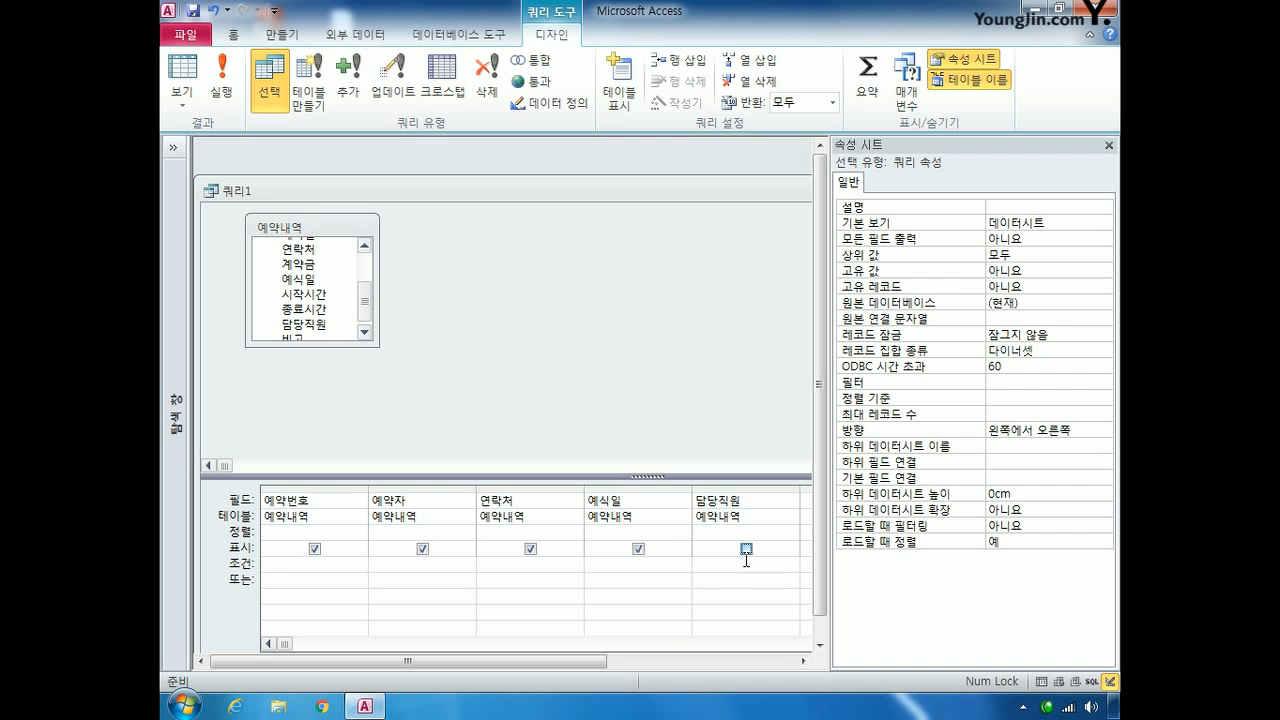 쿼리 도구
Microsoft Access
YoungJin.com Y.
파일
홈
만들기
외부 데이터
데이터베이스 도구
디자인
보기
실행
선택
테이블
만들기
추가
업데이트
크로스탭
삭제
통합
통과
데이터 정의
테이블
표시
행 삽입
행 삭제
작성기
열 삽입
열 삭제
반환: 모두
요약
매개
변수
속성 시트
테이블 이름
결과
쿼리 유형
쿼리 설정
표시/숨기기
탐색 창
쿼리1
예약내역
연락처
계약금
예식일
시작시간
종료시간
담당직원
비고
필드: 예약번호 예약자 연락처 예식일 담당직원
테이블: 예약내역 예약내역 예약내역 예약내역 예약내역
정렬:
표시:
조건:
또는:
속성 시트
선택 유형: 쿼리 속성
일반
설명
기본 보기 데이터시트
모든 필드 출력 아니요
상위 값 모두
고유 값 아니요
고유 레코드 아니요
원본 데이터베이스 (현재)
원본 연결 문자열
레코드 잠금 잠그지 않음
레코드 집합 종류 다이너셋
ODBC 시간 초과 60
필터
정렬 기준
최대 레코드 수
방향 왼쪽에서 오른쪽
하위 데이터시트 이름
하위 필드 연결
기본 필드 연결
하위 데이터시트 높이 0cm
하위 데이터시트 확장 아니요
로드할 때 필터링 아니요
로드할 때 정렬 예
준비
Num Lock
SQL